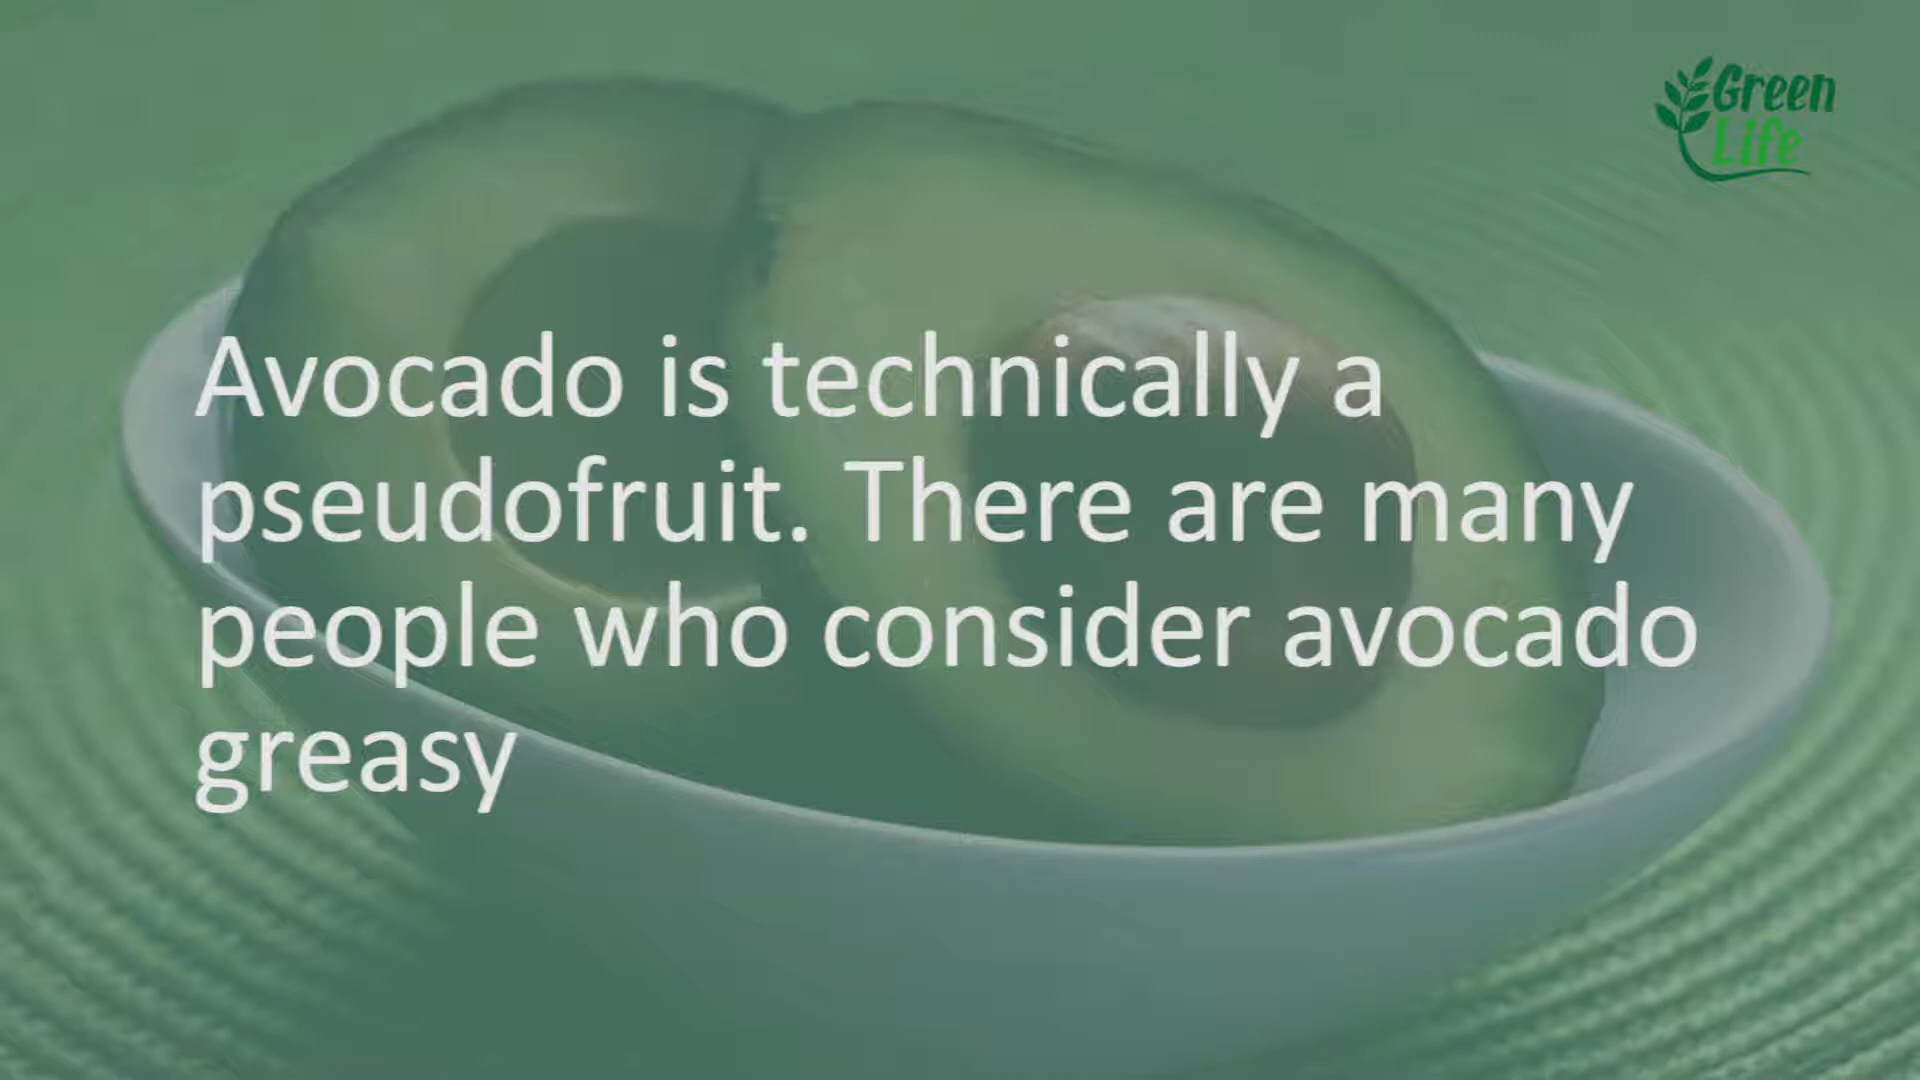 Green
Life
Avocado is technically a
pseudofruit. There are many
people who consider avocado
greasy